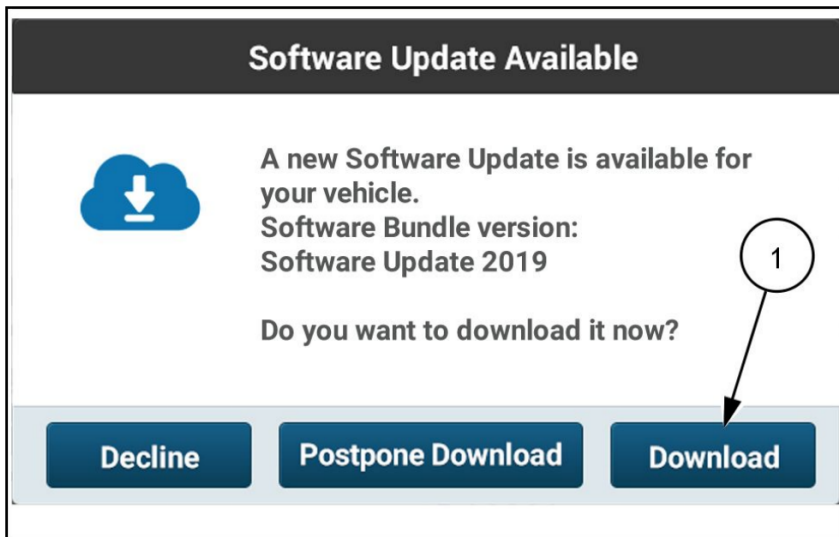 Software Update Available
A new Software Update is available for
your vehicle.
Software Bundle version:
Software Update 2019
1
Do you want to download it now?
Decline
Postpone Download
Download